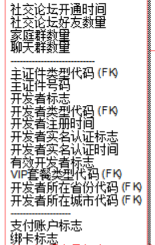 社交论坛开通时间
社交论坛好友数量
家庭群数量
聊天群数量
--------------------
主证件类型代码 (FK)
主证件号码
开发者标志
开发者类型代码 (FK)
开发者注册时间
开发者实名认证标志
开发者实名认证时间
有效开发者标志
VIP套餐类型代码 (FK)
开发者所在省份代码 (FK)
开发者所在城市代码 (FK)
--------------------
支付账户标志
绑卡标志